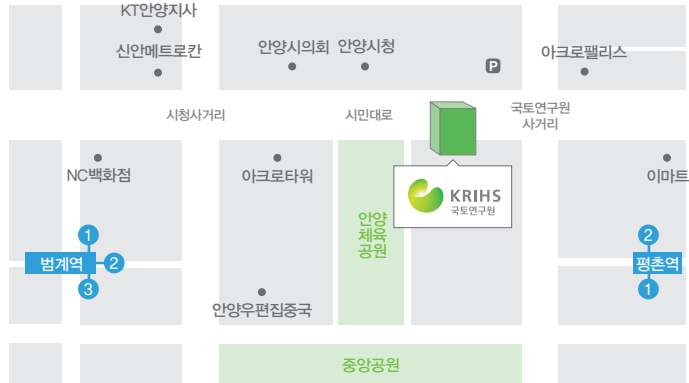 KT안양지사
신안메트로칸
안양시의회
안양시청
P
아크로팰리스
시청사거리
시민대로
국토연구원
사거리
NC백화점
아크로타워
이마트
KRIHS
국토연구원
안양
체육
공원
1
범계역
2
3
2
평촌역
1
안양우편집중국
중앙공원